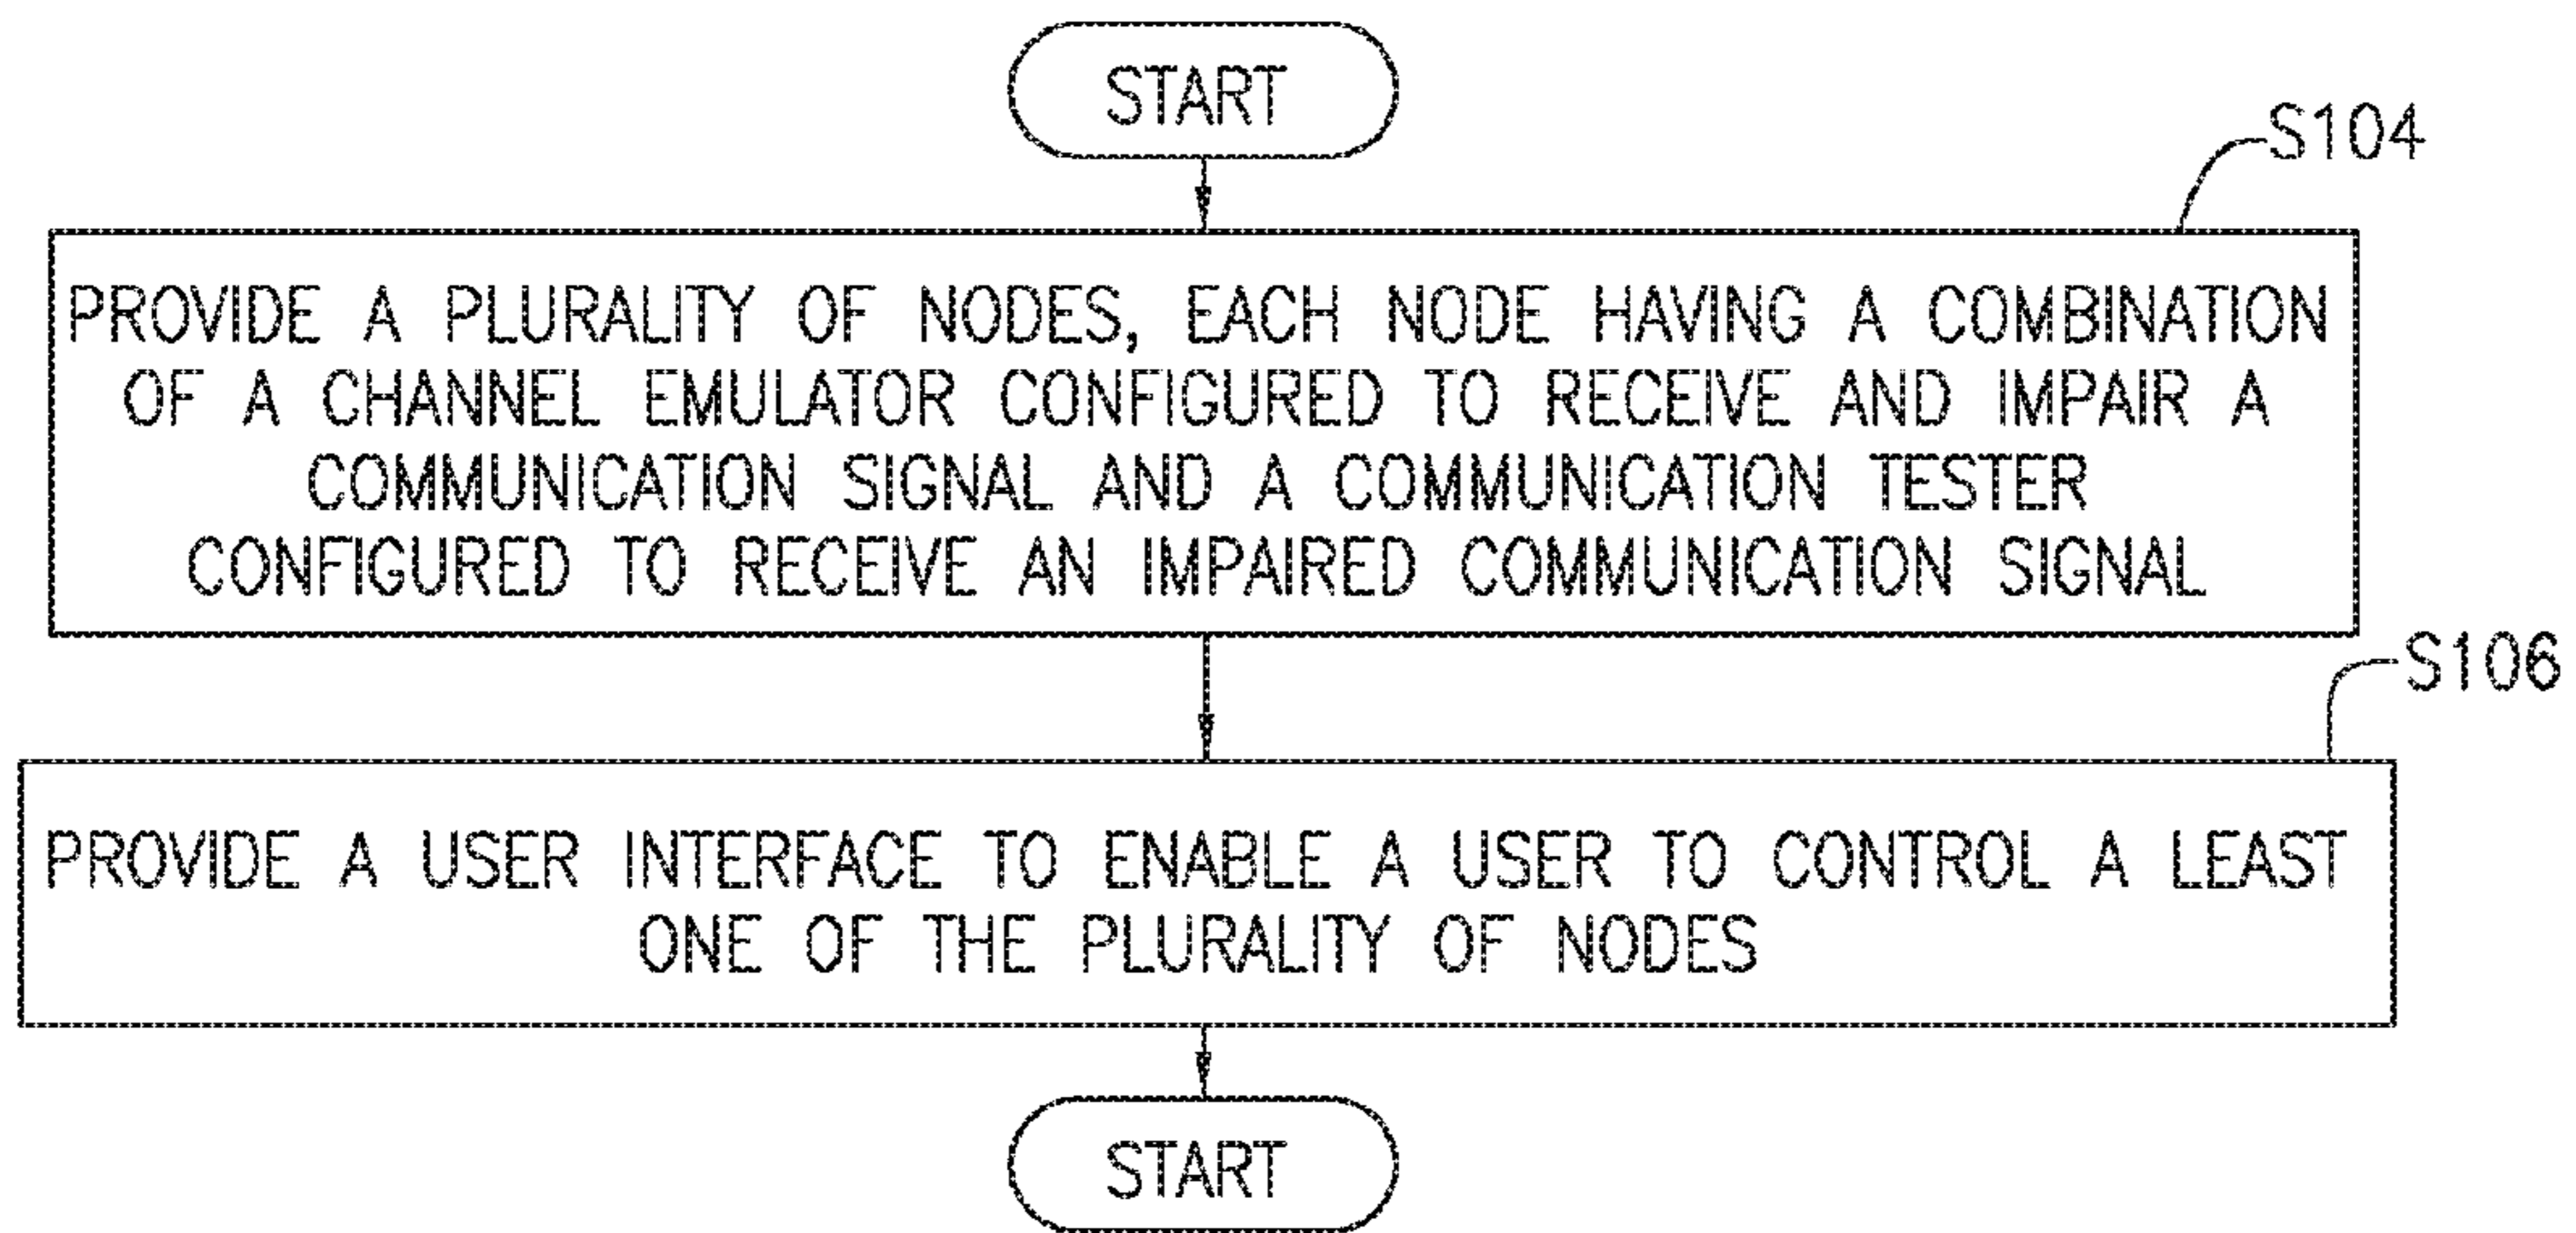 START
S104
PROVIDE A PLURALITY OF NODES, EACH NODE HAVING A COMBINATION
OF A CHANNEL EMULATOR CONFIGURED TO RECEIVE AND IMPAIR A
COMMUNICATION SIGNAL AND A COMMUNICATION TESTER
CONFIGURED TO RECEIVE AN IMPAIRED COMMUNICATION SIGNAL
S106
PROVIDE A USER INTERFACE TO ENABLE A USER TO CONTROL A LEAST
ONE OF THE PLURALITY OF NODES
START